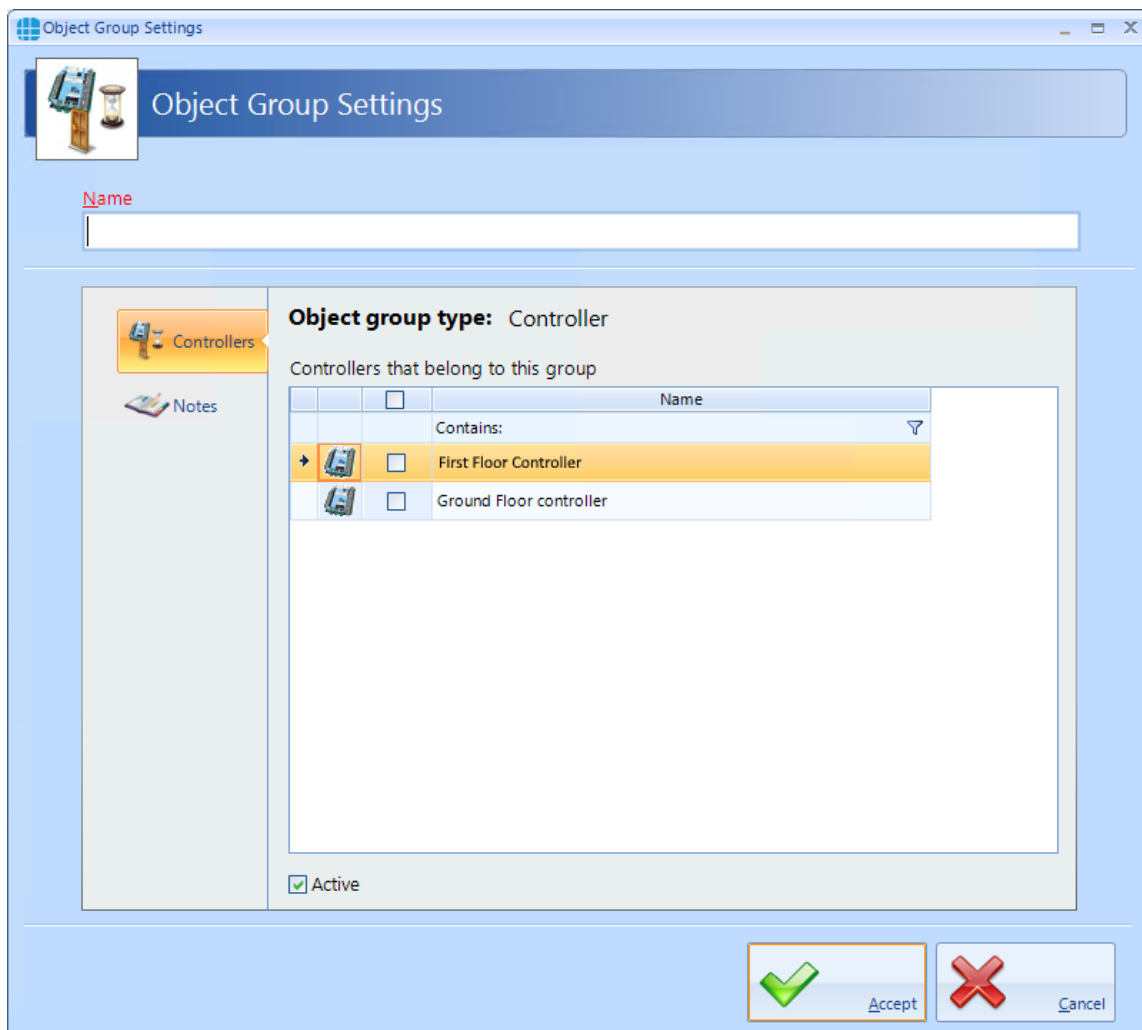 Object Group Settings
Object Group Settings
Name
Controllers
Notes
Object group type: Controller
Controllers that belong to this group
Name
Contains:
First Floor Controller
Ground Floor controller
Active
Accept
Cancel